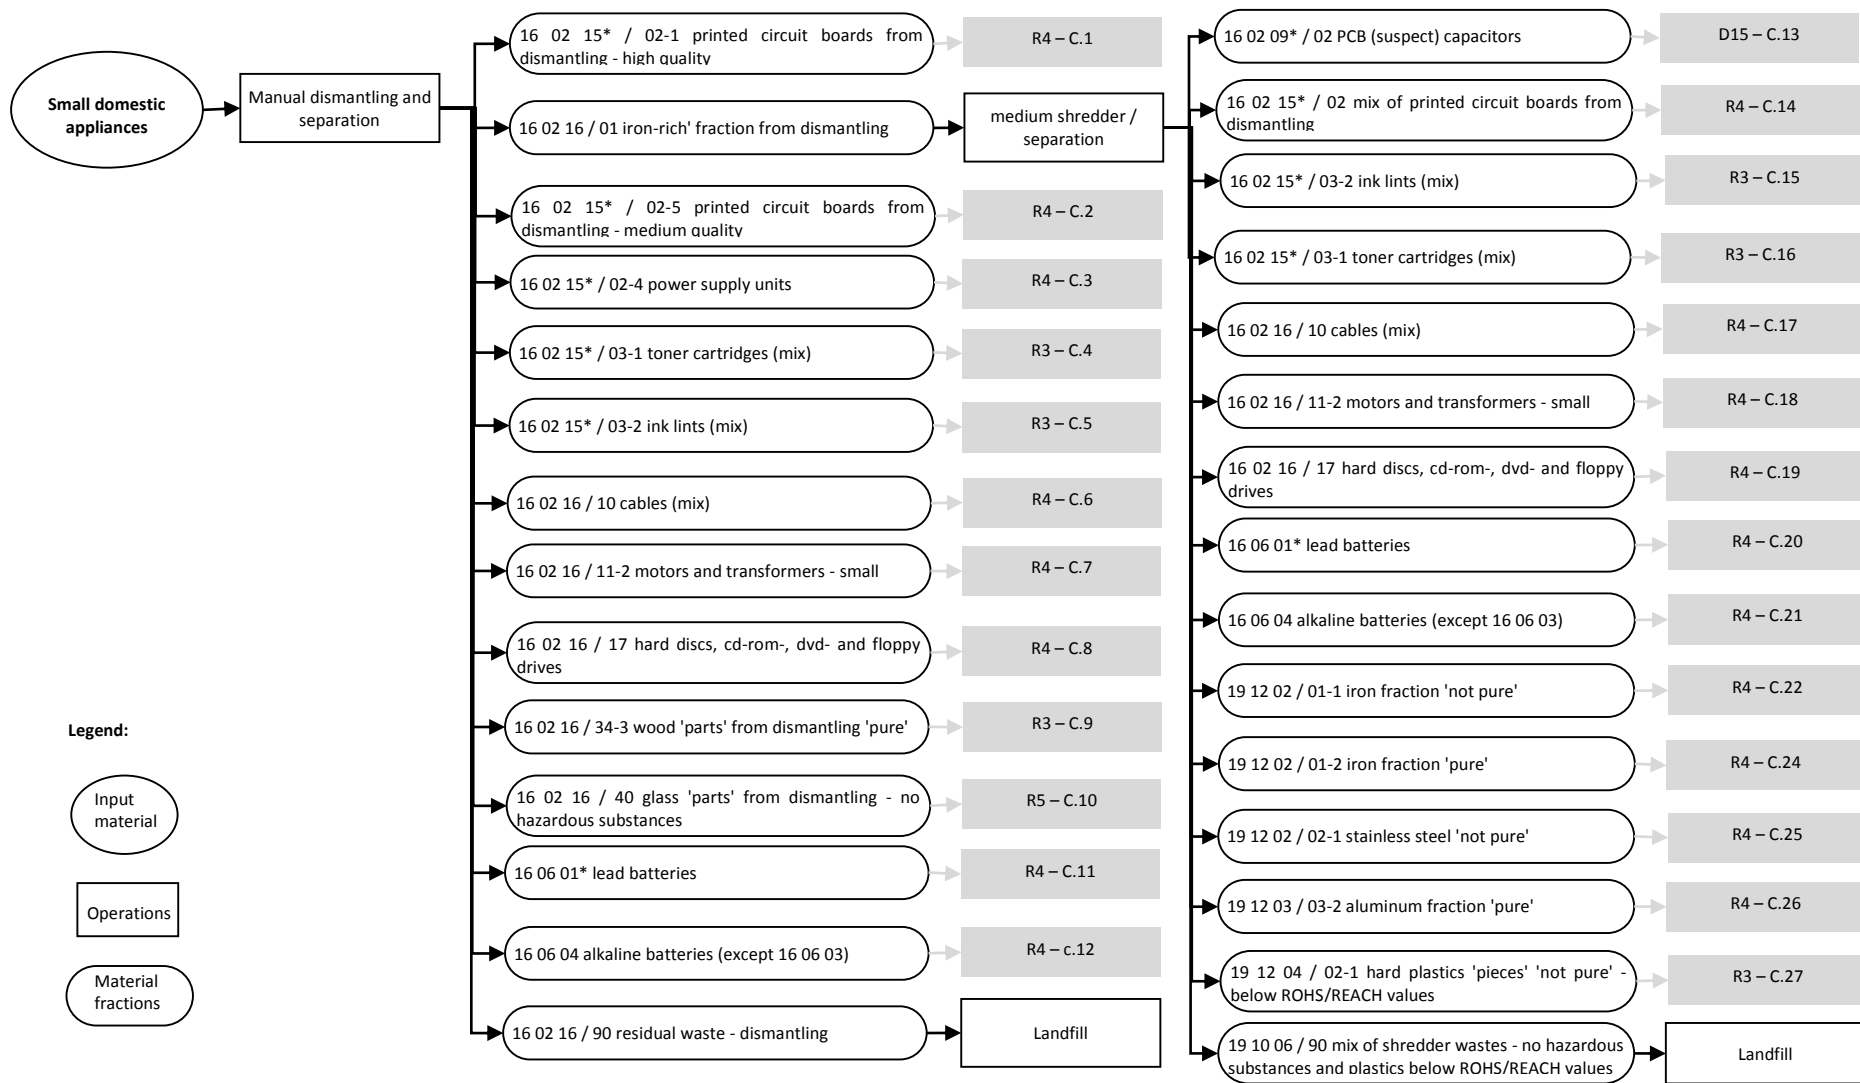 Small domestic
appliances
Manual dismantling and
separation
16 02 15* / 02-1 printed circuit boards from
dismantling - high quality
R4 – C.1
16 02 16 / 01 iron-rich' fraction from dismantling
medium shredder /
separation
16 02 15* / 02-5 printed circuit boards from
dismantling - medium quality
R4 – C.2
16 02 15* / 02-4 power supply units
R4 – C.3
16 02 15* / 03-1 toner cartridges (mix)
R3 – C.4
16 02 15* / 03-2 ink lints (mix)
R3 – C.5
16 02 16 / 10 cables (mix)
R4 – C.6
16 02 16 / 11-2 motors and transformers - small
R4 – C.7
16 02 16 / 17 hard discs, cd-rom-, dvd- and floppy
drives
R4 – C.8
16 02 16 / 34-3 wood 'parts' from dismantling 'pure'
R3 – C.9
16 02 16 / 40 glass 'parts' from dismantling - no
hazardous substances
R5 – C.10
16 06 01* lead batteries
R4 – C.11
16 06 04 alkaline batteries (except 16 06 03)
R4 – c.12
16 02 16 / 90 residual waste - dismantling
Landfill
16 02 09* / 02 PCB (suspect) capacitors
D15 – C.13
16 02 15* / 02 mix of printed circuit boards from
dismantling
R4 – C.14
16 02 15* / 03-2 ink lints (mix)
R3 – C.15
16 02 15* / 03-1 toner cartridges (mix)
R3 – C.16
16 02 16 / 10 cables (mix)
R4 – C.17
16 02 16 / 11-2 motors and transformers - small
R4 – C.18
16 02 16 / 17 hard discs, cd-rom-, dvd- and floppy
drives
R4 – C.19
16 06 01* lead batteries
R4 – C.20
16 06 04 alkaline batteries (except 16 06 03)
R4 – C.21
19 12 02 / 01-1 iron fraction 'not pure'
R4 – C.22
19 12 02 / 01-2 iron fraction 'pure'
R4 – C.24
19 12 02 / 02-1 stainless steel 'not pure'
R4 – C.25
19 12 03 / 03-2 aluminum fraction 'pure'
R4 – C.26
19 12 04 / 02-1 hard plastics 'pieces' 'not pure' -
below ROHS/REACH values
R3 – C.27
19 10 06 / 90 mix of shredder wastes - no hazardous
substances and plastics below ROHS/REACH values
Landfill
Legend:
Input
material
Operations
Material
fractions